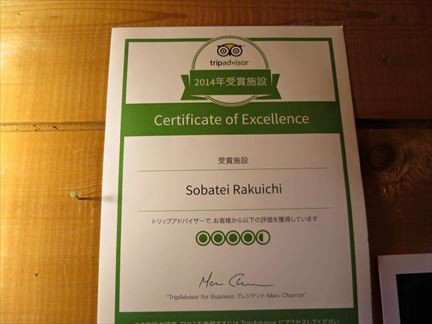 tripadvisor
2014年受賞施設
Certificate of Excellence
受賞施設
Sobatei Rakuichi
トリップアドバイザーで、お客様から以下の評価を獲得しています
Marc Charron
"TripAdvisor for Business プレジデント Marc Charron"